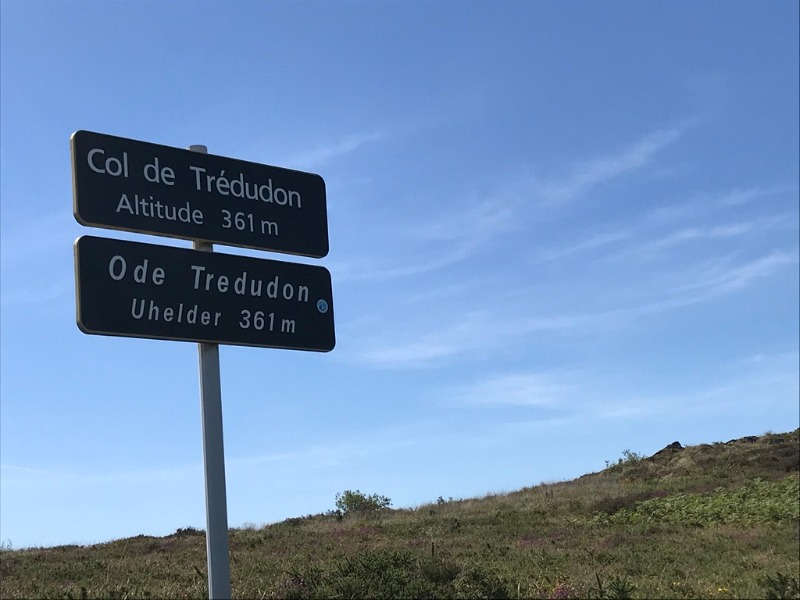 Col de Trédudon
Altitude 361 m
Ode Tredudon
Uhelder 361 m